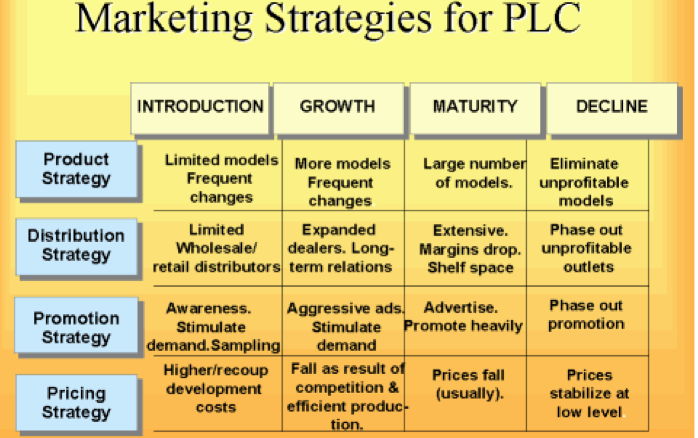 Marketing Strategies for PLC
INTRODUCTION
GROWTH
MATURITY
DECLINE
Product
Strategy
Limited models
Frequent
changes
More models
Frequent
changes
Large number
of models.
Eliminate
unprofitable
models
Distribution
Strategy
Limited
Wholesale/
retail distributors
Expanded
dealers. Long-
term relations
Extensive.
Margins drop.
Shelf space
Phase out
unprofitable
outlets
Promotion
Strategy
Awareness.
Stimulate
demand.Sampling
Aggressive ads.
Stimulate
demand
Advertise.
Promote heavily
Phase out
promotion
Pricing
Strategy
Higher/recoup
development
costs
Fall as result of
competition &
efficient produc-
tion.
Prices fall
(usually).
Prices
stabilize at
low level.